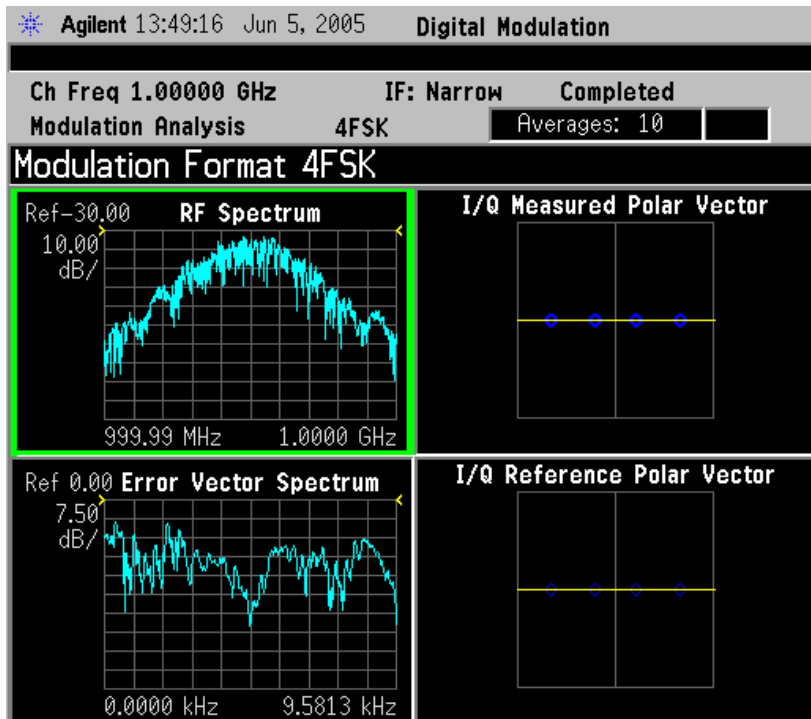 Agilent 13:49:16 Jun 5, 2005 Digital Modulation
Ch Freq 1.00000 GHz IF: Narrow Completed
Modulation Analysis 4FSK Averages: 10
Modulation Format 4FSK
Ref-30.00 RF Spectrum
10.00
dB/
999.99 MHz 1.0000 GHz
I/Q Measured Polar Vector
Ref 0.00 Error Vector Spectrum
7.50
dB/
0.0000 kHz 9.5813 kHz
I/Q Reference Polar Vector